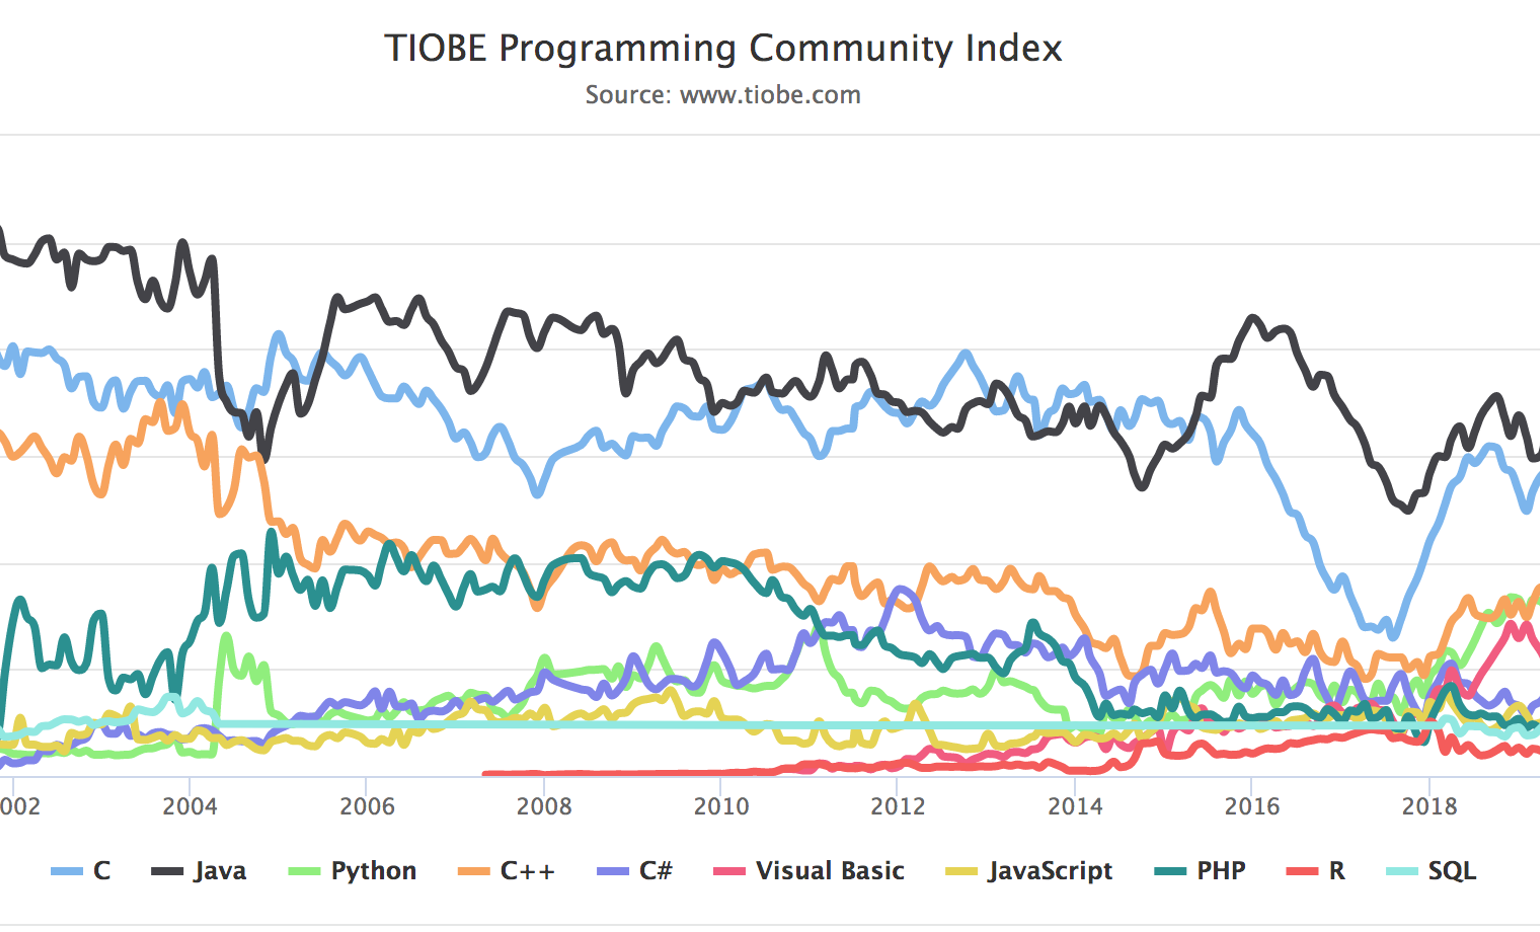 TIOBE Programming Community Index
Source: www.tiobe.com
002 2004 2006 2008 2010 2012 2014 2016 2018
C Java Python C++ C# Visual Basic JavaScript PHP R SQL